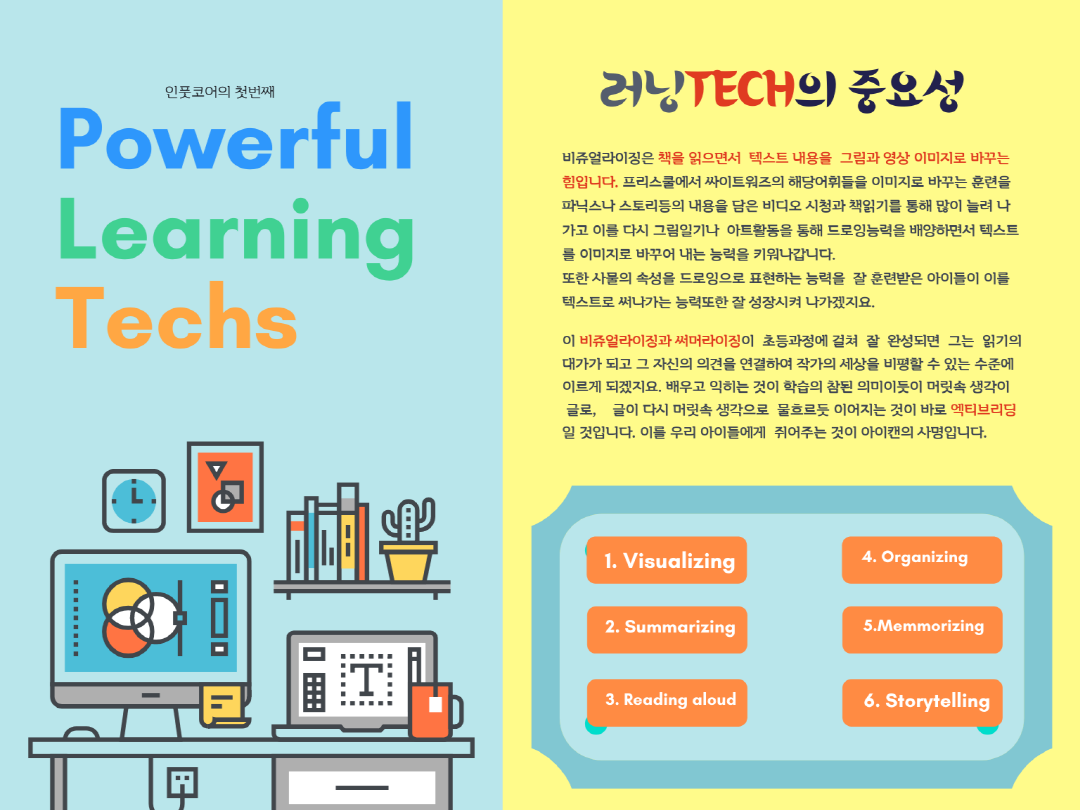 인풋코어의 첫번째
Powerful
Learning
Techs
T
러닝TECH의 중요성
비쥬얼라이징은 책을 읽으면서 텍스트 내용을 그림과 영상 이미지로 바꾸는
힘입니다. 프리스쿨에서 싸이트워즈의 해당어휘들을 이미지로 바꾸는 훈련을
파닉스나 스토리등의 내용을 담은 비디오 시청과 책읽기를 통해 많이 늘려 나
가고 이를 다시 그림일기나 아트활동을 통해 드로잉능력을 배양하면서 텍스트
를 이미지로 바꾸어 내는 능력을 키워나갑니다.
또한 사물의 속성을 드로잉으로 표현하는 능력을 잘 훈련받은 아이들이 이를
텍스트로 써나가는 능력또한 잘 성장시켜 나가겠지요.
이 비쥬얼라이징과 써머라이징이 초등과정에 걸쳐 잘 완성되면 그는 읽기의
대가가 되고 그 자신의 의견을 연결하여 작가의 세상을 비평할 수 있는 수준에
이르게 되겠지요. 배우고 익히는 것이 학습의 참된 의미이듯이 머릿속 생각이
글로, 글이 다시 머릿속 생각으로 물흐르듯 이어지는 것이 바로 엑티브리딩
일 것입니다. 이를 우리 아이들에게 쥐어주는 것이 아이캔의 사명입니다.
1. Visualizing
2. Summarizing
3. Reading aloud
4. Organizing
5.Memmorizing
6. Storytelling